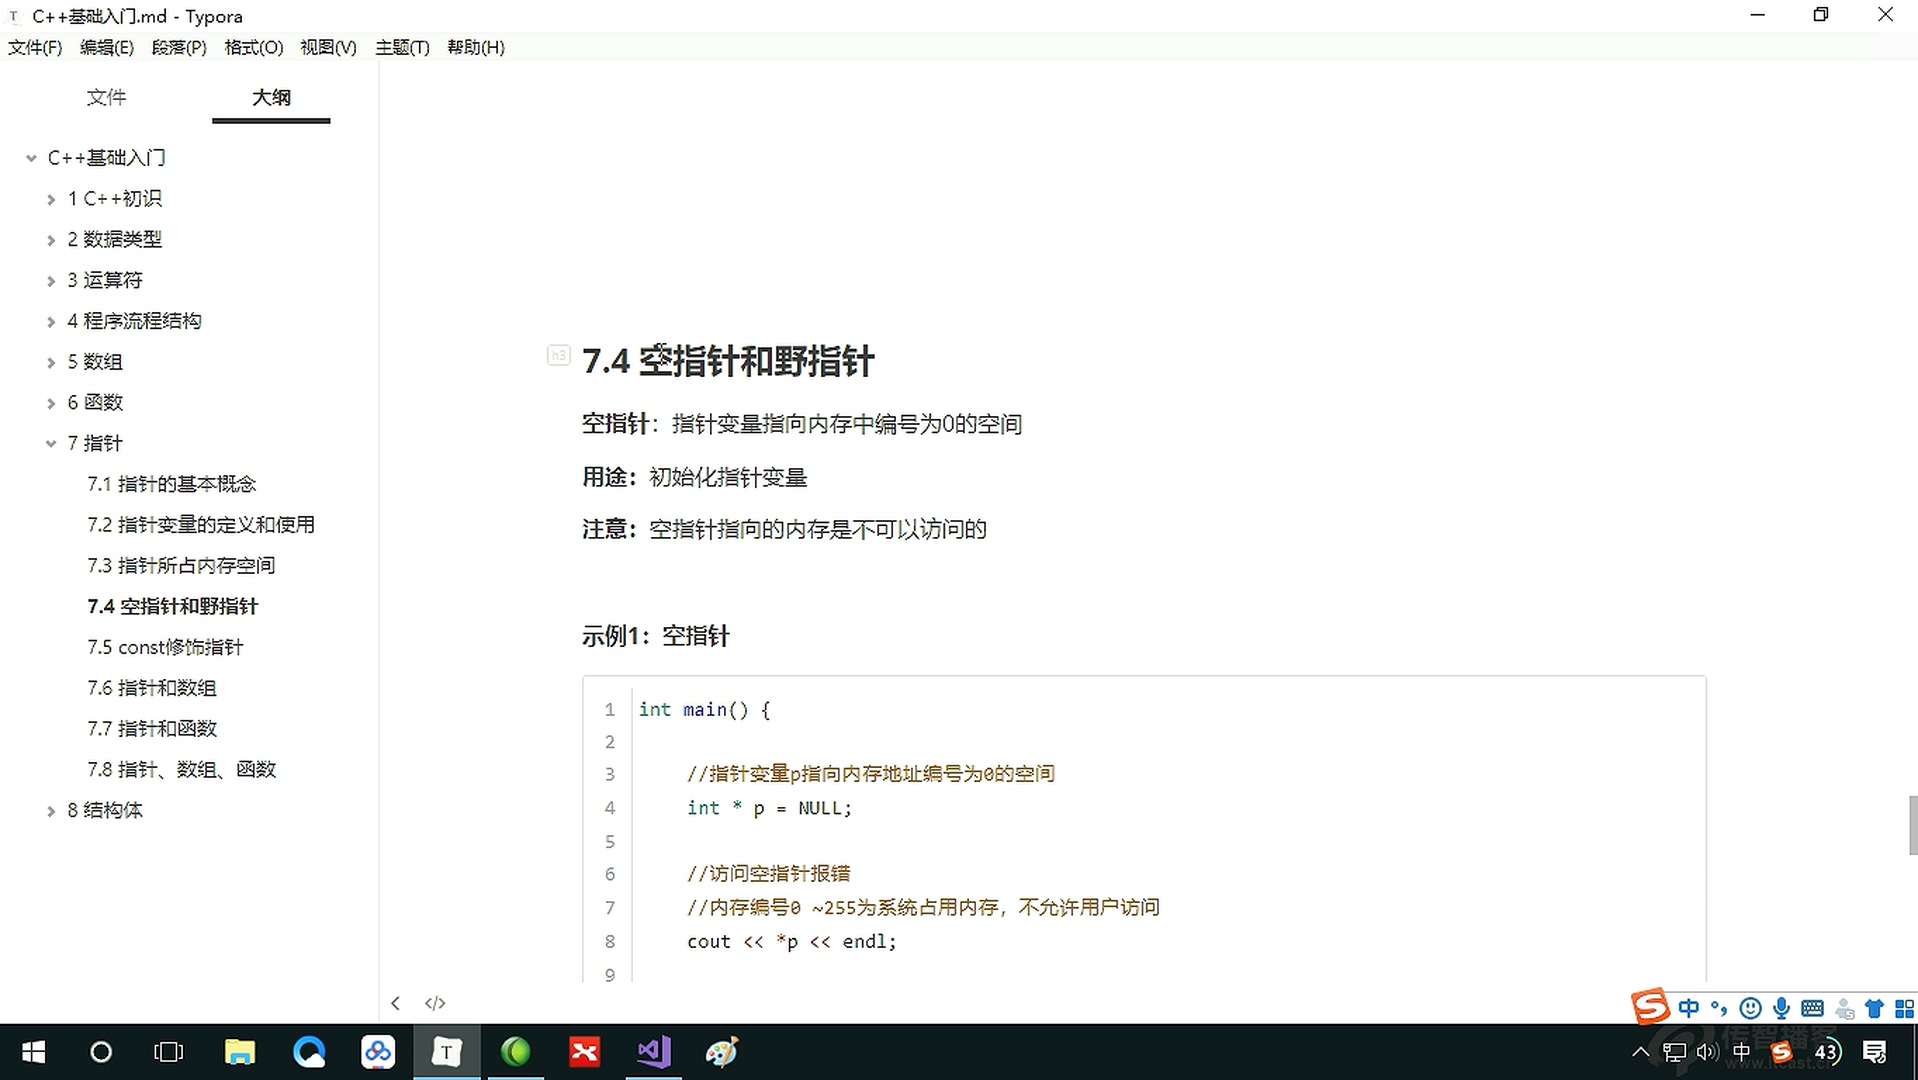 C++基础入门.md - Typora
文件(F) 编辑(E) 段落(P) 格式(O) 视图(V) 主题(T) 帮助(H)
文件 大纲
C++基础入门
1 C++初识
2 数据类型
3 运算符
4 程序流程结构
5 数组
6 函数
7 指针
7.1 指针的基本概念
7.2 指针变量的定义和使用
7.3 指针所占内存空间
7.4 空指针和野指针
7.5 const修饰指针
7.6 指针和数组
7.7 指针和函数
7.8 指针、数组、函数
8 结构体
h3 7.4 空指针和野指针
空指针：指针变量指向内存中编号为0的空间
用途：初始化指针变量
注意：空指针指向的内存是不可以访问的
示例1：空指针
1 int main() {
2
3 //指针变量p指向内存地址编号为0的空间
4 int * p = NULL;
5
6 //访问空指针报错
7 //内存编号0 ~255为系统占用内存，不允许用户访问
8 cout << *p << endl;
9
</>
中
中 43
传智播客